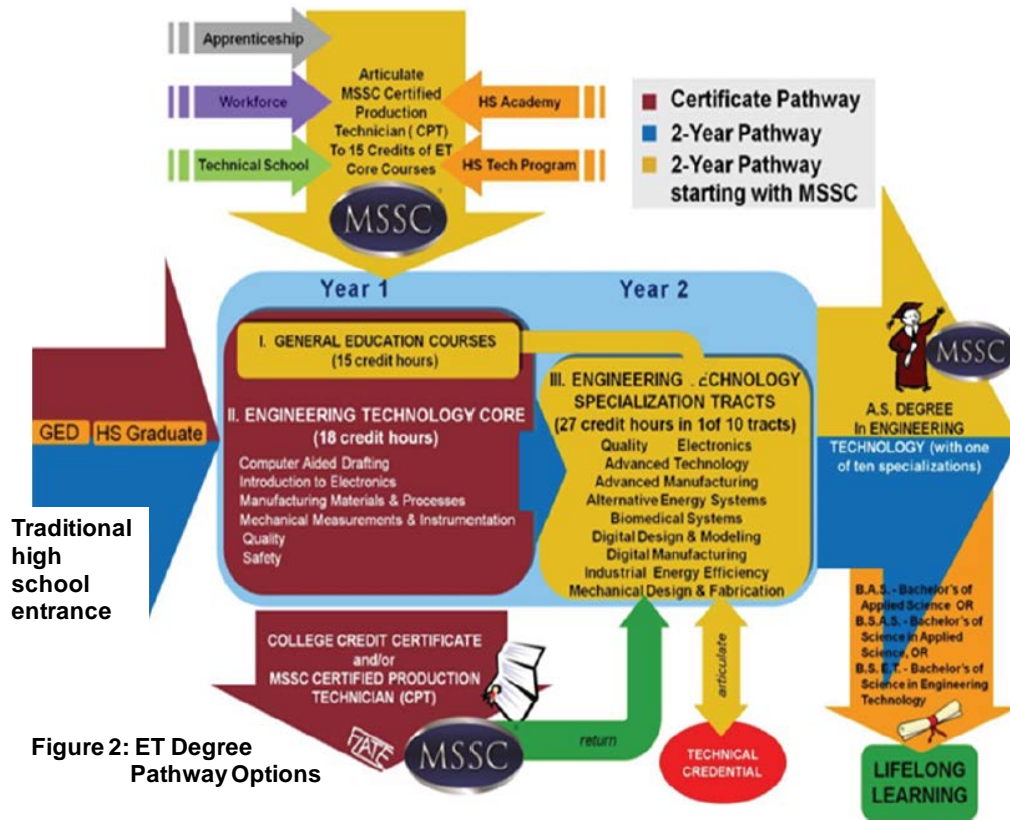 Apprenticeship
Workforce
Technical School
Articulate
MSSC Certified
Production
Technician ( CPT)
To 15 Credits of ET
Core Courses
HS Academy
HS Tech Program
MSSC
Certificate Pathway
2-Year Pathway
2-Year Pathway
starting with MSSC
Year 1
Year 2
I. GENERAL EDUCATION COURSES
(15 credit hours)
II. ENGINEERING TECHNOLOGY CORE
(18 credit hours)
Computer Aided Drafting
Introduction to Electronics
Manufacturing Materials & Processes
Mechanical Measurements & Instrumentation
Quality
Safety
III. ENGINEERING TECHNOLOGY
SPECIALIZATION TRACTS
(27 credit hours in 1of 10 tracts)
Quality Electronics
Advanced Technology
Advanced Manufacturing
Alternative Energy Systems
Biomedical Systems
Digital Design & Modeling
Digital Manufacturing
Industrial Energy Efficiency
Mechanical Design & Fabrication
GED HS Graduate
Traditional
high
school
entrance
MSSC
A.S. DEGREE
In ENGINEERING
TECHNOLOGY (with one
of ten specializations)
COLLEGE CREDIT CERTIFICATE
and/or
MSSC CERTIFIED PRODUCTION
TECHNICIAN (CPT)
FLATE
MSSC
return
articulate
TECHNICAL
CREDENTIAL
B.A.S. - Bachelor's of
Applied Science OR
B.S.A.S. - Bachelor's of
Science in Applied
Science, OR
B.S.E.T. - Bachelor's of
Science in Engineering
Technology
LIFELONG
LEARNING
Figure 2: ET Degree
Pathway Options